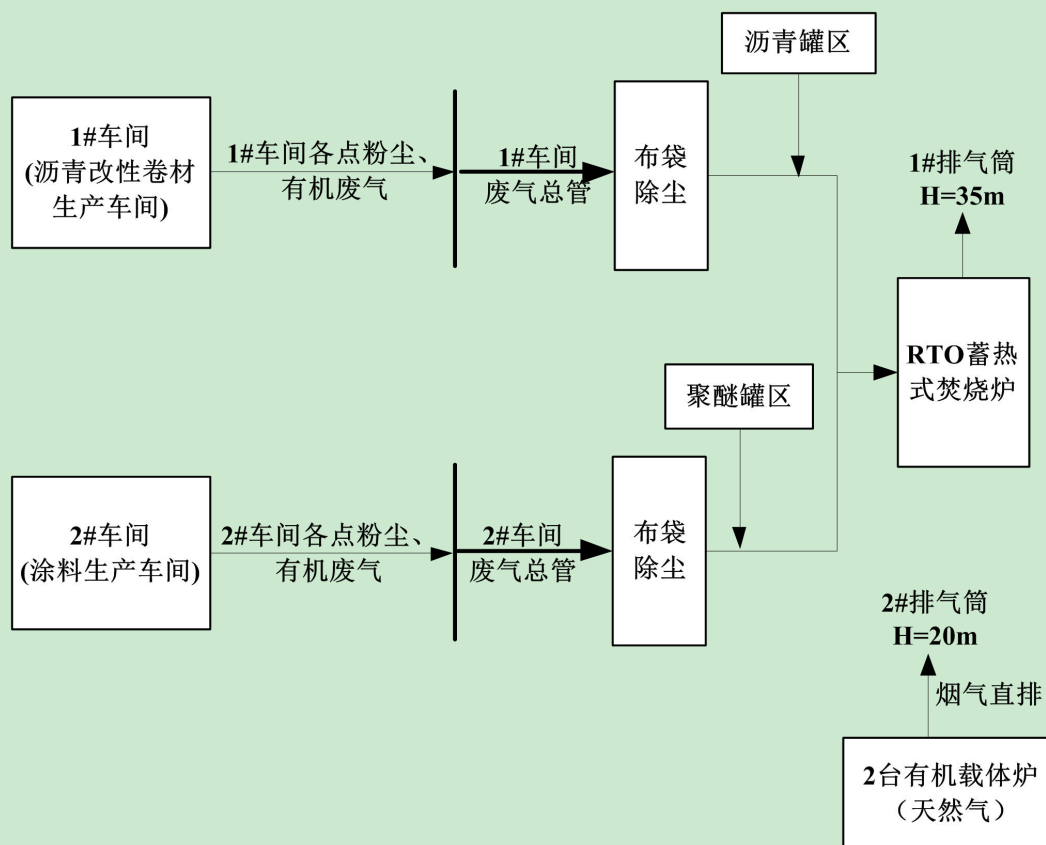 沥青罐区
1#车间
(沥青改性卷材
生产车间)
1#车间各点粉尘、
有机废气
1#车间
废气总管
布袋
除尘
1#排气筒
H=35m
RTO蓄热
式焚烧炉
聚醚罐区
2#车间
(涂料生产车间)
2#车间各点粉尘、
有机废气
2#车间
废气总管
布袋
除尘
2#排气筒
H=20m
烟气直排
2台有机载体炉
（天然气）